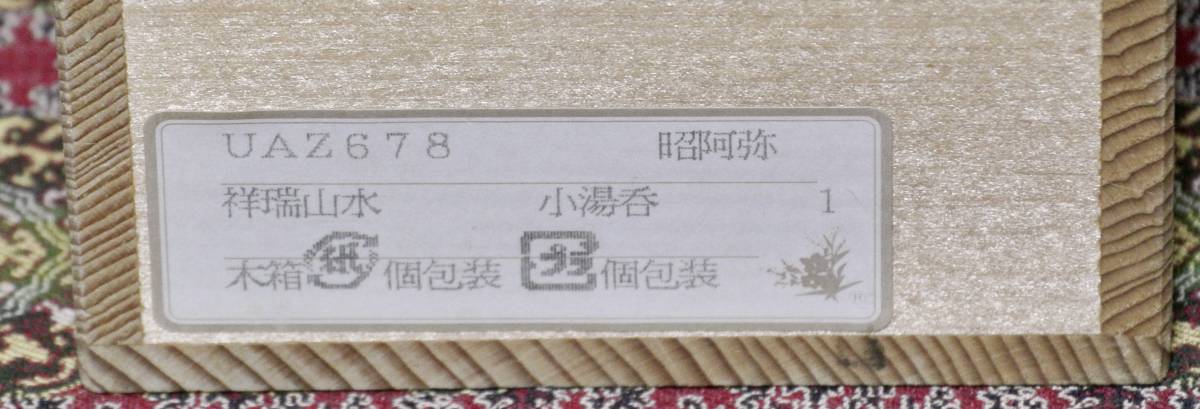 UAZ678 昭阿弥
祥瑞山水 小湯呑 1
木箱 紙 個包装 プラ 個包装